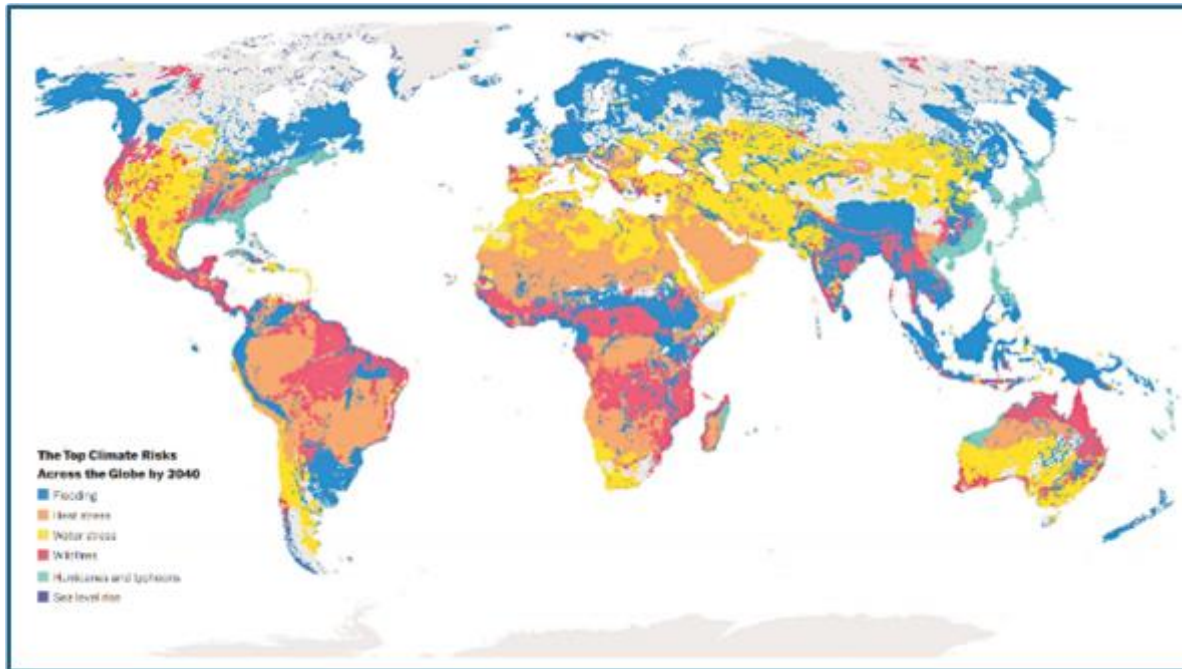 The Top Climate Risks
Across the Globe by 2040
Flooding
Heat stress
Water stress
Wildfires
Hurricanes and typhoons
Sea level rise